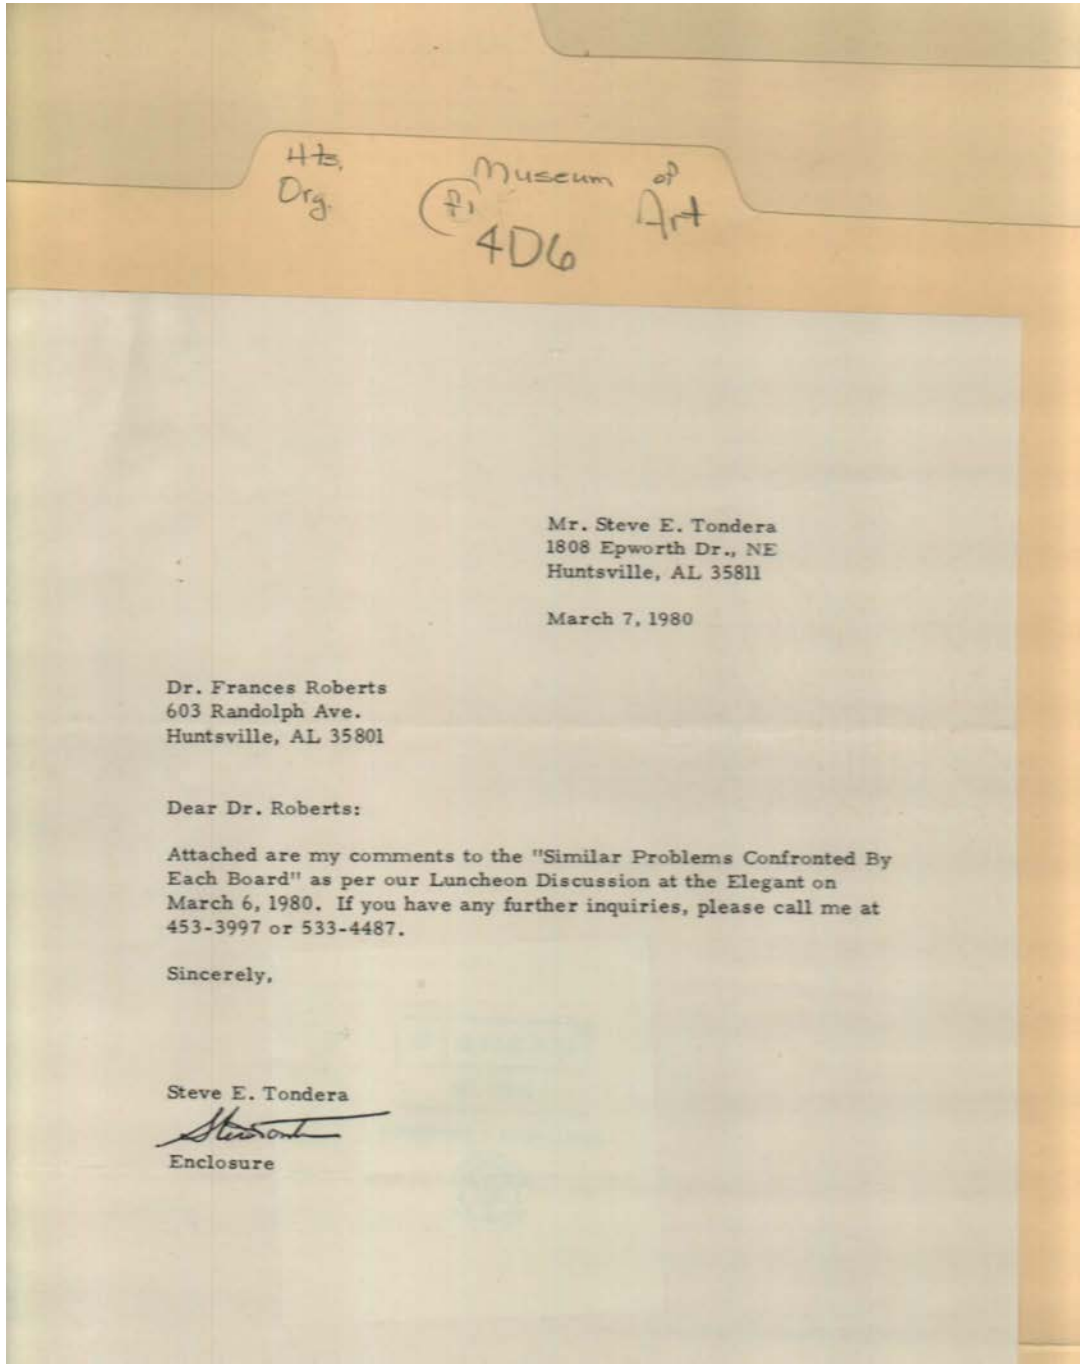 Museum of
Org. Art
4D6
Mr. Steve E. Tondera
1808 Epworth Dr., NE
Huntsville, AL 35811
March 7, 1980
Dr. Frances Roberts
603 Randolph Ave.
Huntsville, AL 35801
Dear Dr. Roberts:
Attached are my comments to the "Similar Problems Confronted By
Each Board" as per our Luncheon Discussion at the Elegant on
March 6, 1980. If you have any further inquiries, please call me at
453-3997 or 533-4487.
Sincerely,
Steve E. Tondera
Enclosure